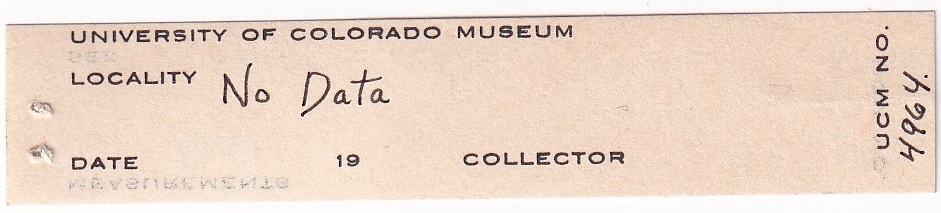 UNIVERSITY OF COLORADO MUSEUM
LOCALITY No Data
DATE 19 COLLECTOR
UCM NO.
4964.